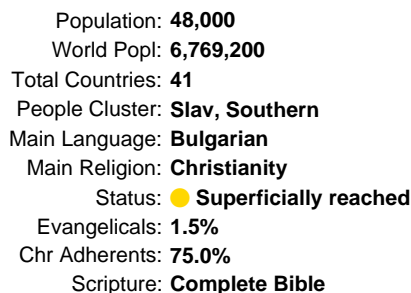 Population: 48,000
World Popl: 6,769,200
Total Countries: 41
People Cluster: Slav, Southern
Main Language: Bulgarian
Main Religion: Christianity
Status: Superficially reached
Evangelicals: 1.5%
Chr Adherents: 75.0%
Scripture: Complete Bible